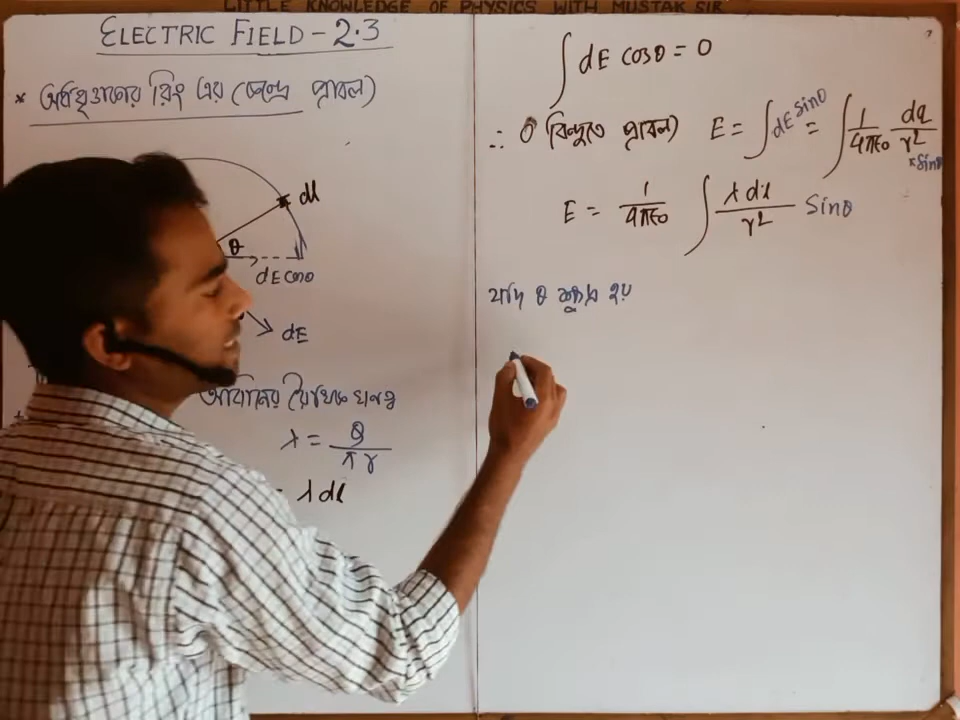 LITTLE KNOWLEDGE OF PHYSICS WITH MUSTAK SIR
ELECTRIC FIELD - 2.3
* অর্ধবৃত্তাকার রিং এর কেন্দ্রে প্রাবল্য
dl
θ
dE cosθ
dE
আধানের রৈখিক ঘনত্ব
λ = Q / πr
λdl
∫ dE cosθ = 0
∴ O বিন্দুতে প্রাবল্য E = ∫ dE sinθ = ∫ 1/4πε₀ dq/r² × sinθ
E = 1/4πε₀ ∫ λdl/r² Sinθ
যদি θ ক্ষুদ্র হয়